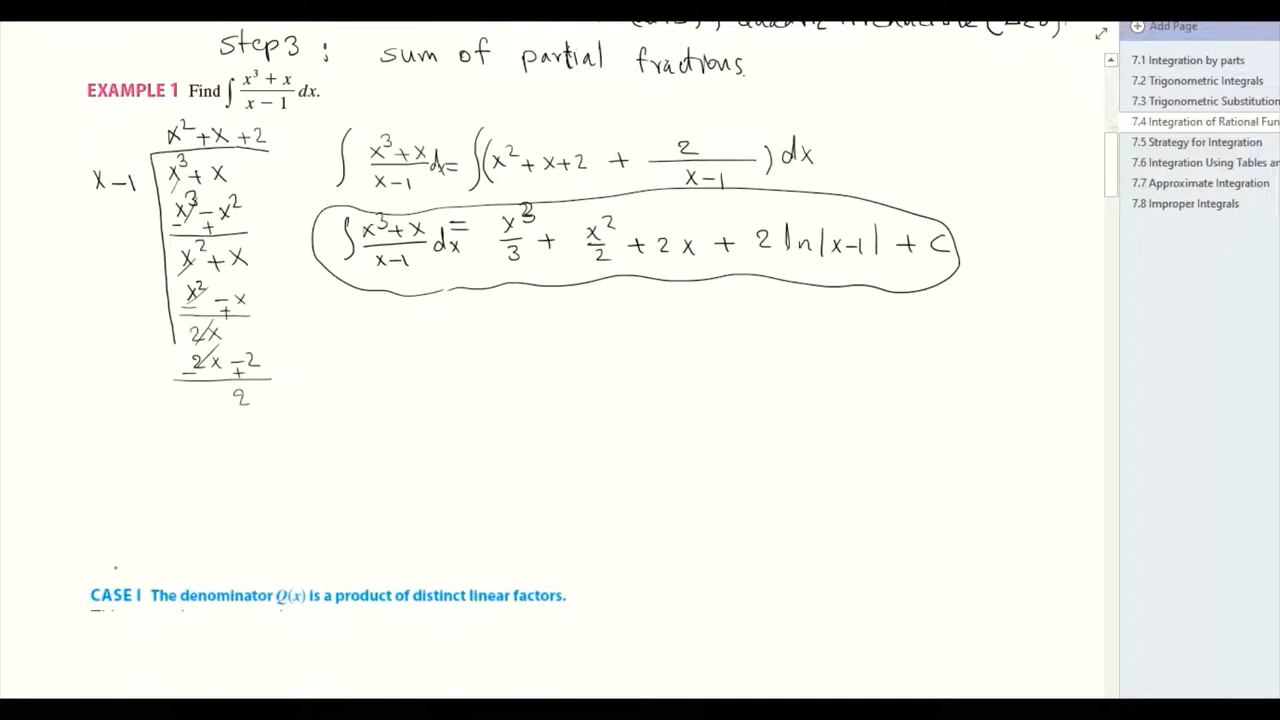 Step 3 : sum of partial fractions.
EXAMPLE 1 Find ∫ (x³ + x)/(x − 1) dx.
x² + x + 2
x − 1
x³ + x
x³ − x²
− +
x² + x
x² − x
− +
2x
2x − 2
− +
2
∫ (x³ + x)/(x − 1) dx = ∫ (x² + x + 2 + 2/(x − 1)) dx
∫ (x³ + x)/(x − 1) dx = x³/3 + x²/2 + 2x + 2 ln|x−1| + C
CASE I The denominator Q(x) is a product of distinct linear factors.
Add Page
7.1 Integration by parts
7.2 Trigonometric Integrals
7.3 Trigonometric Substitutio
7.4 Integration of Rational Fun
7.5 Strategy for Integration
7.6 Integration Using Tables a
7.7 Approximate Integration
7.8 Improper Integrals